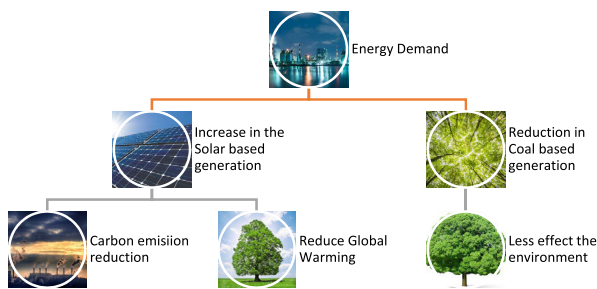 Energy Demand
Increase in the
Solar based
generation
Reduction in
Coal based
generation
Carbon emisiion
reduction
Reduce Global
Warming
Less effect the
environment